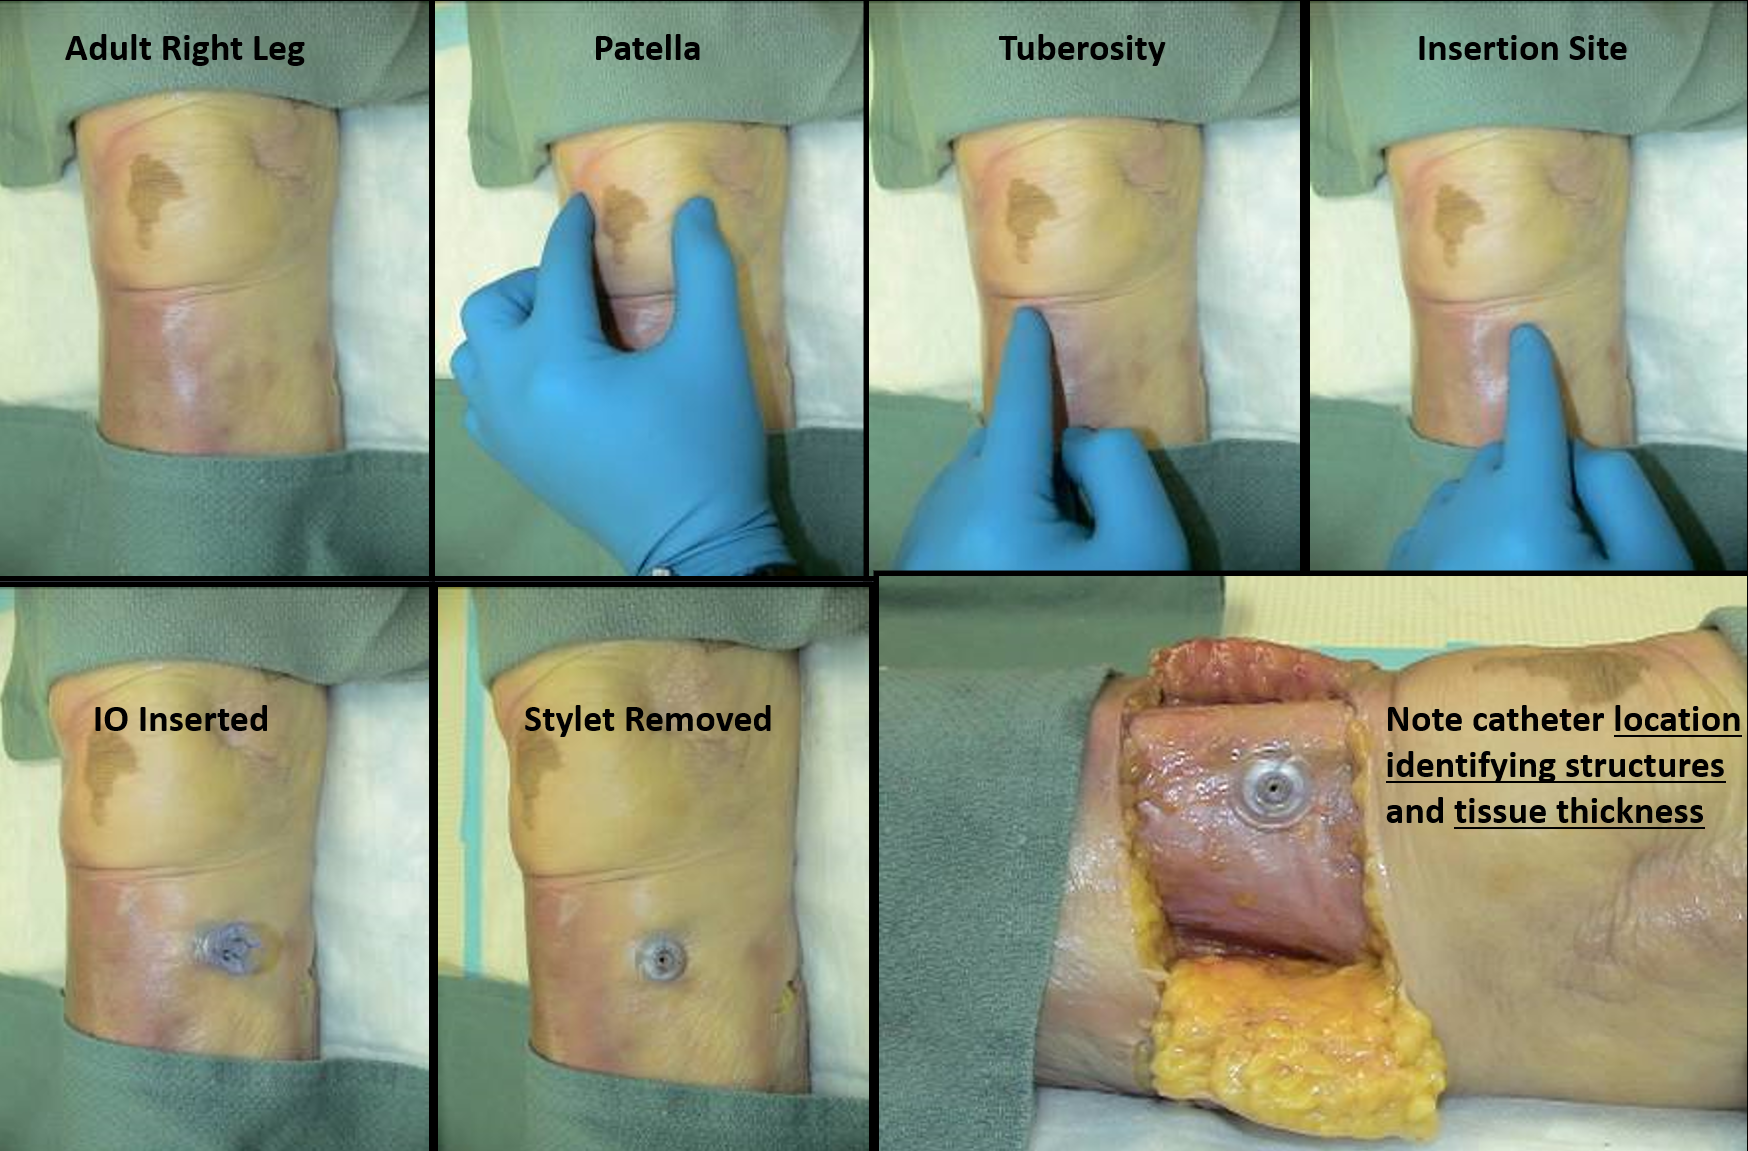 Adult Right Leg
Patella
Tuberosity
Insertion Site
IO Inserted
Stylet Removed
Note catheter location
identifying structures
and tissue thickness